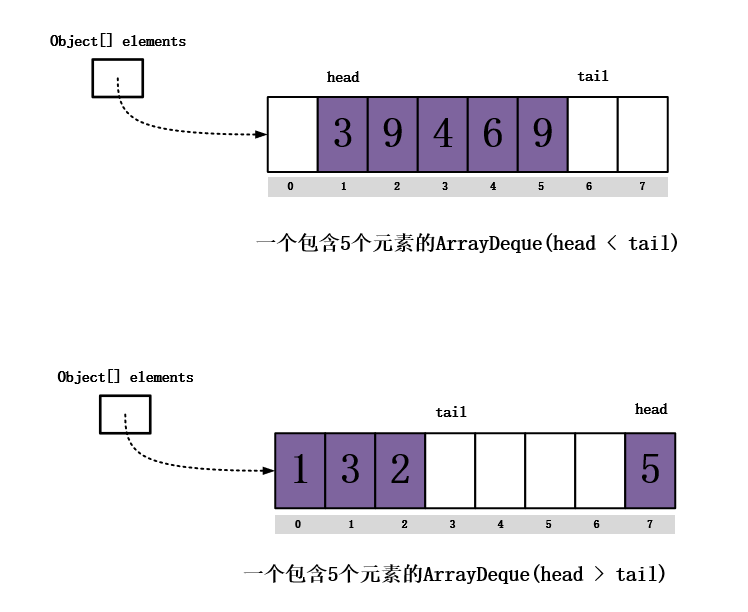 Object[] elements
head tail
3 9 4 6 9
0 1 2 3 4 5 6 7
一个包含5个元素的ArrayDeque(head < tail)
Object[] elements
tail head
1 3 2 5
0 1 2 3 4 5 6 7
一个包含5个元素的ArrayDeque(head > tail)